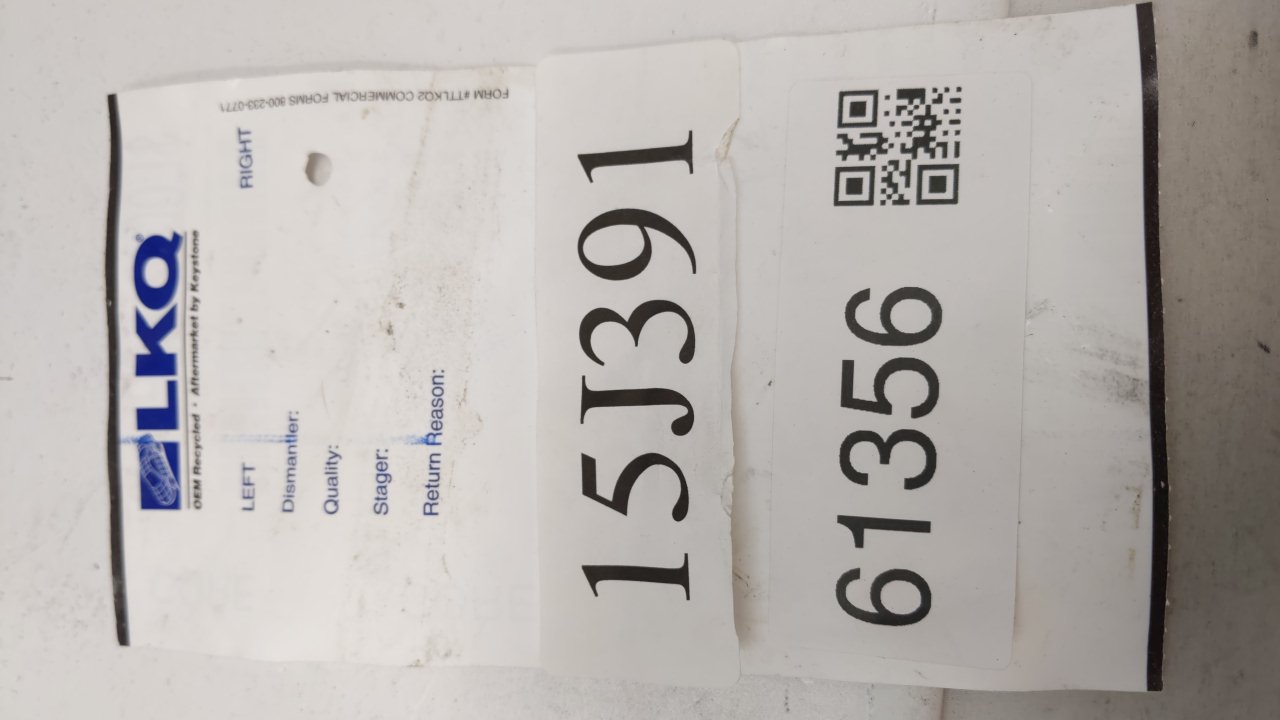 LKQ®
OEM Recycled · Aftermarket by Keystone
LEFT RIGHT
Dismantler:
Quality:
Stager:
Return Reason:
FORM #TTLKQ2 COMMERCIAL FORMS 800-233-0771
15J391
61356